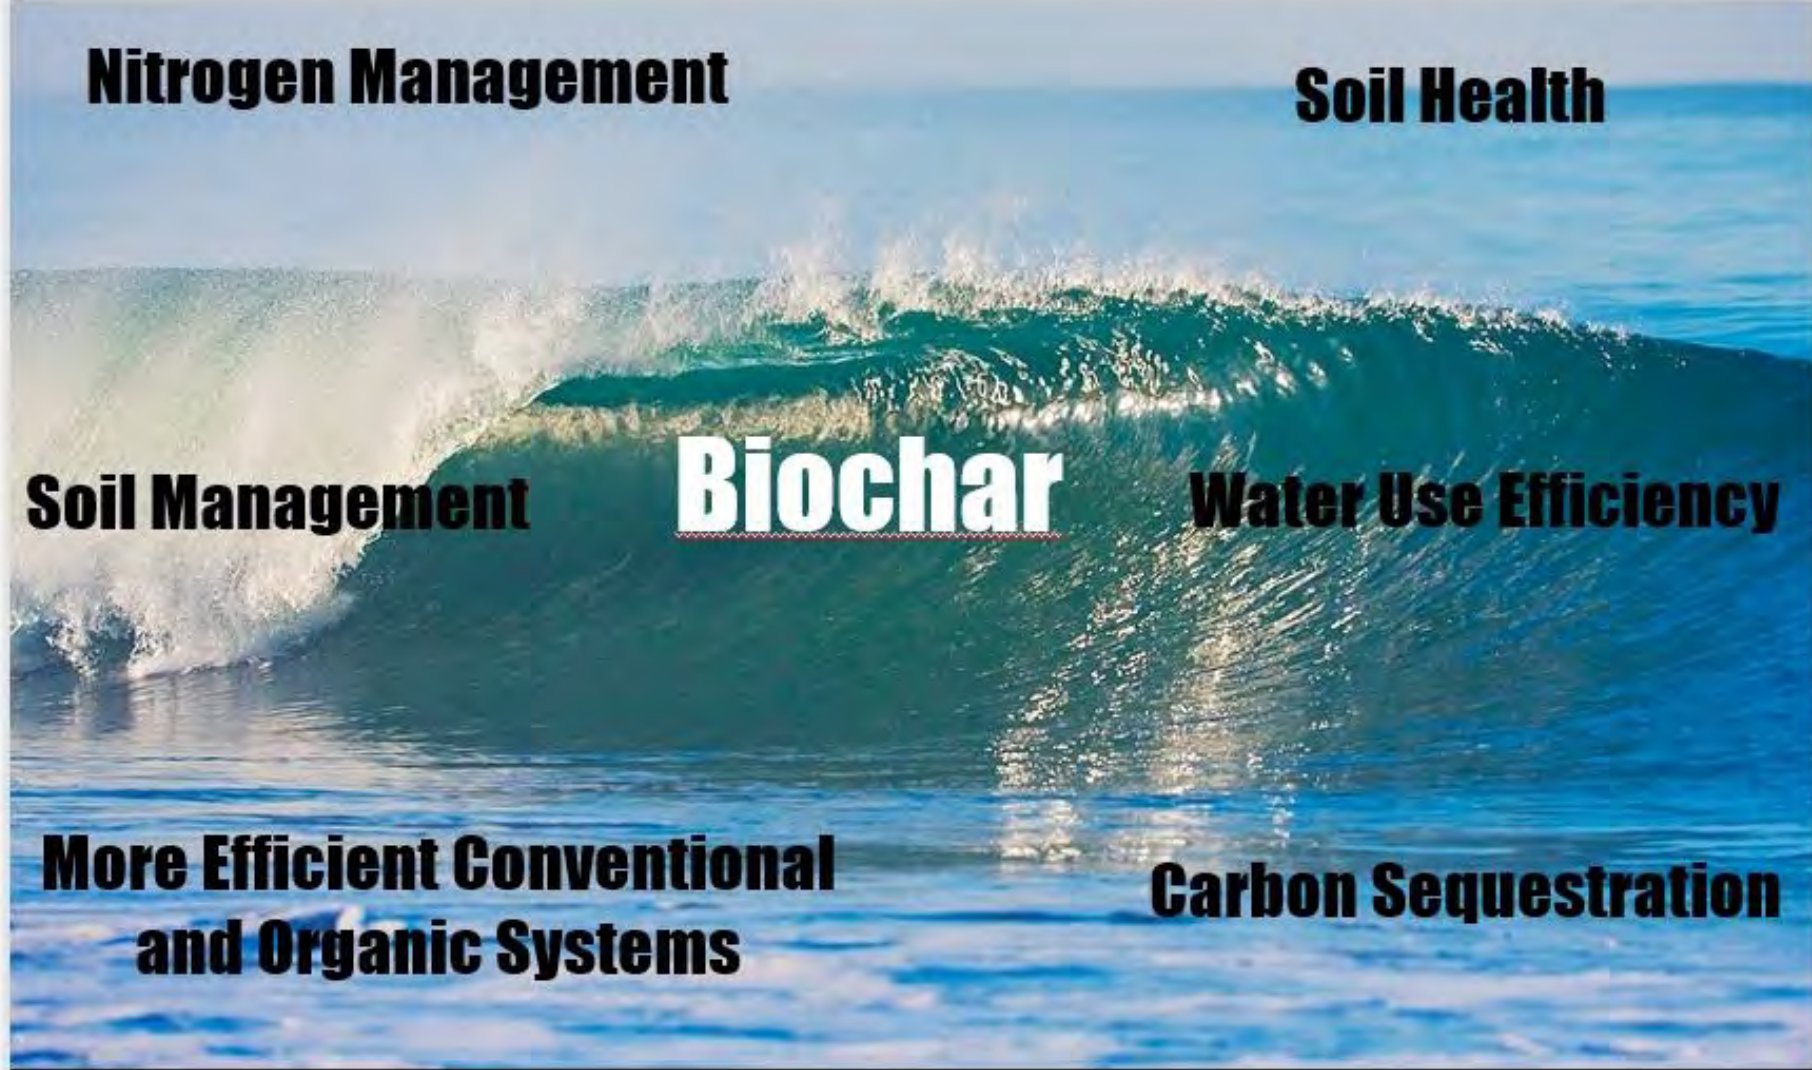 Nitrogen Management
Soil Health
Soil Management
Biochar
Water Use Efficiency
More Efficient Conventional
and Organic Systems
Carbon Sequestration